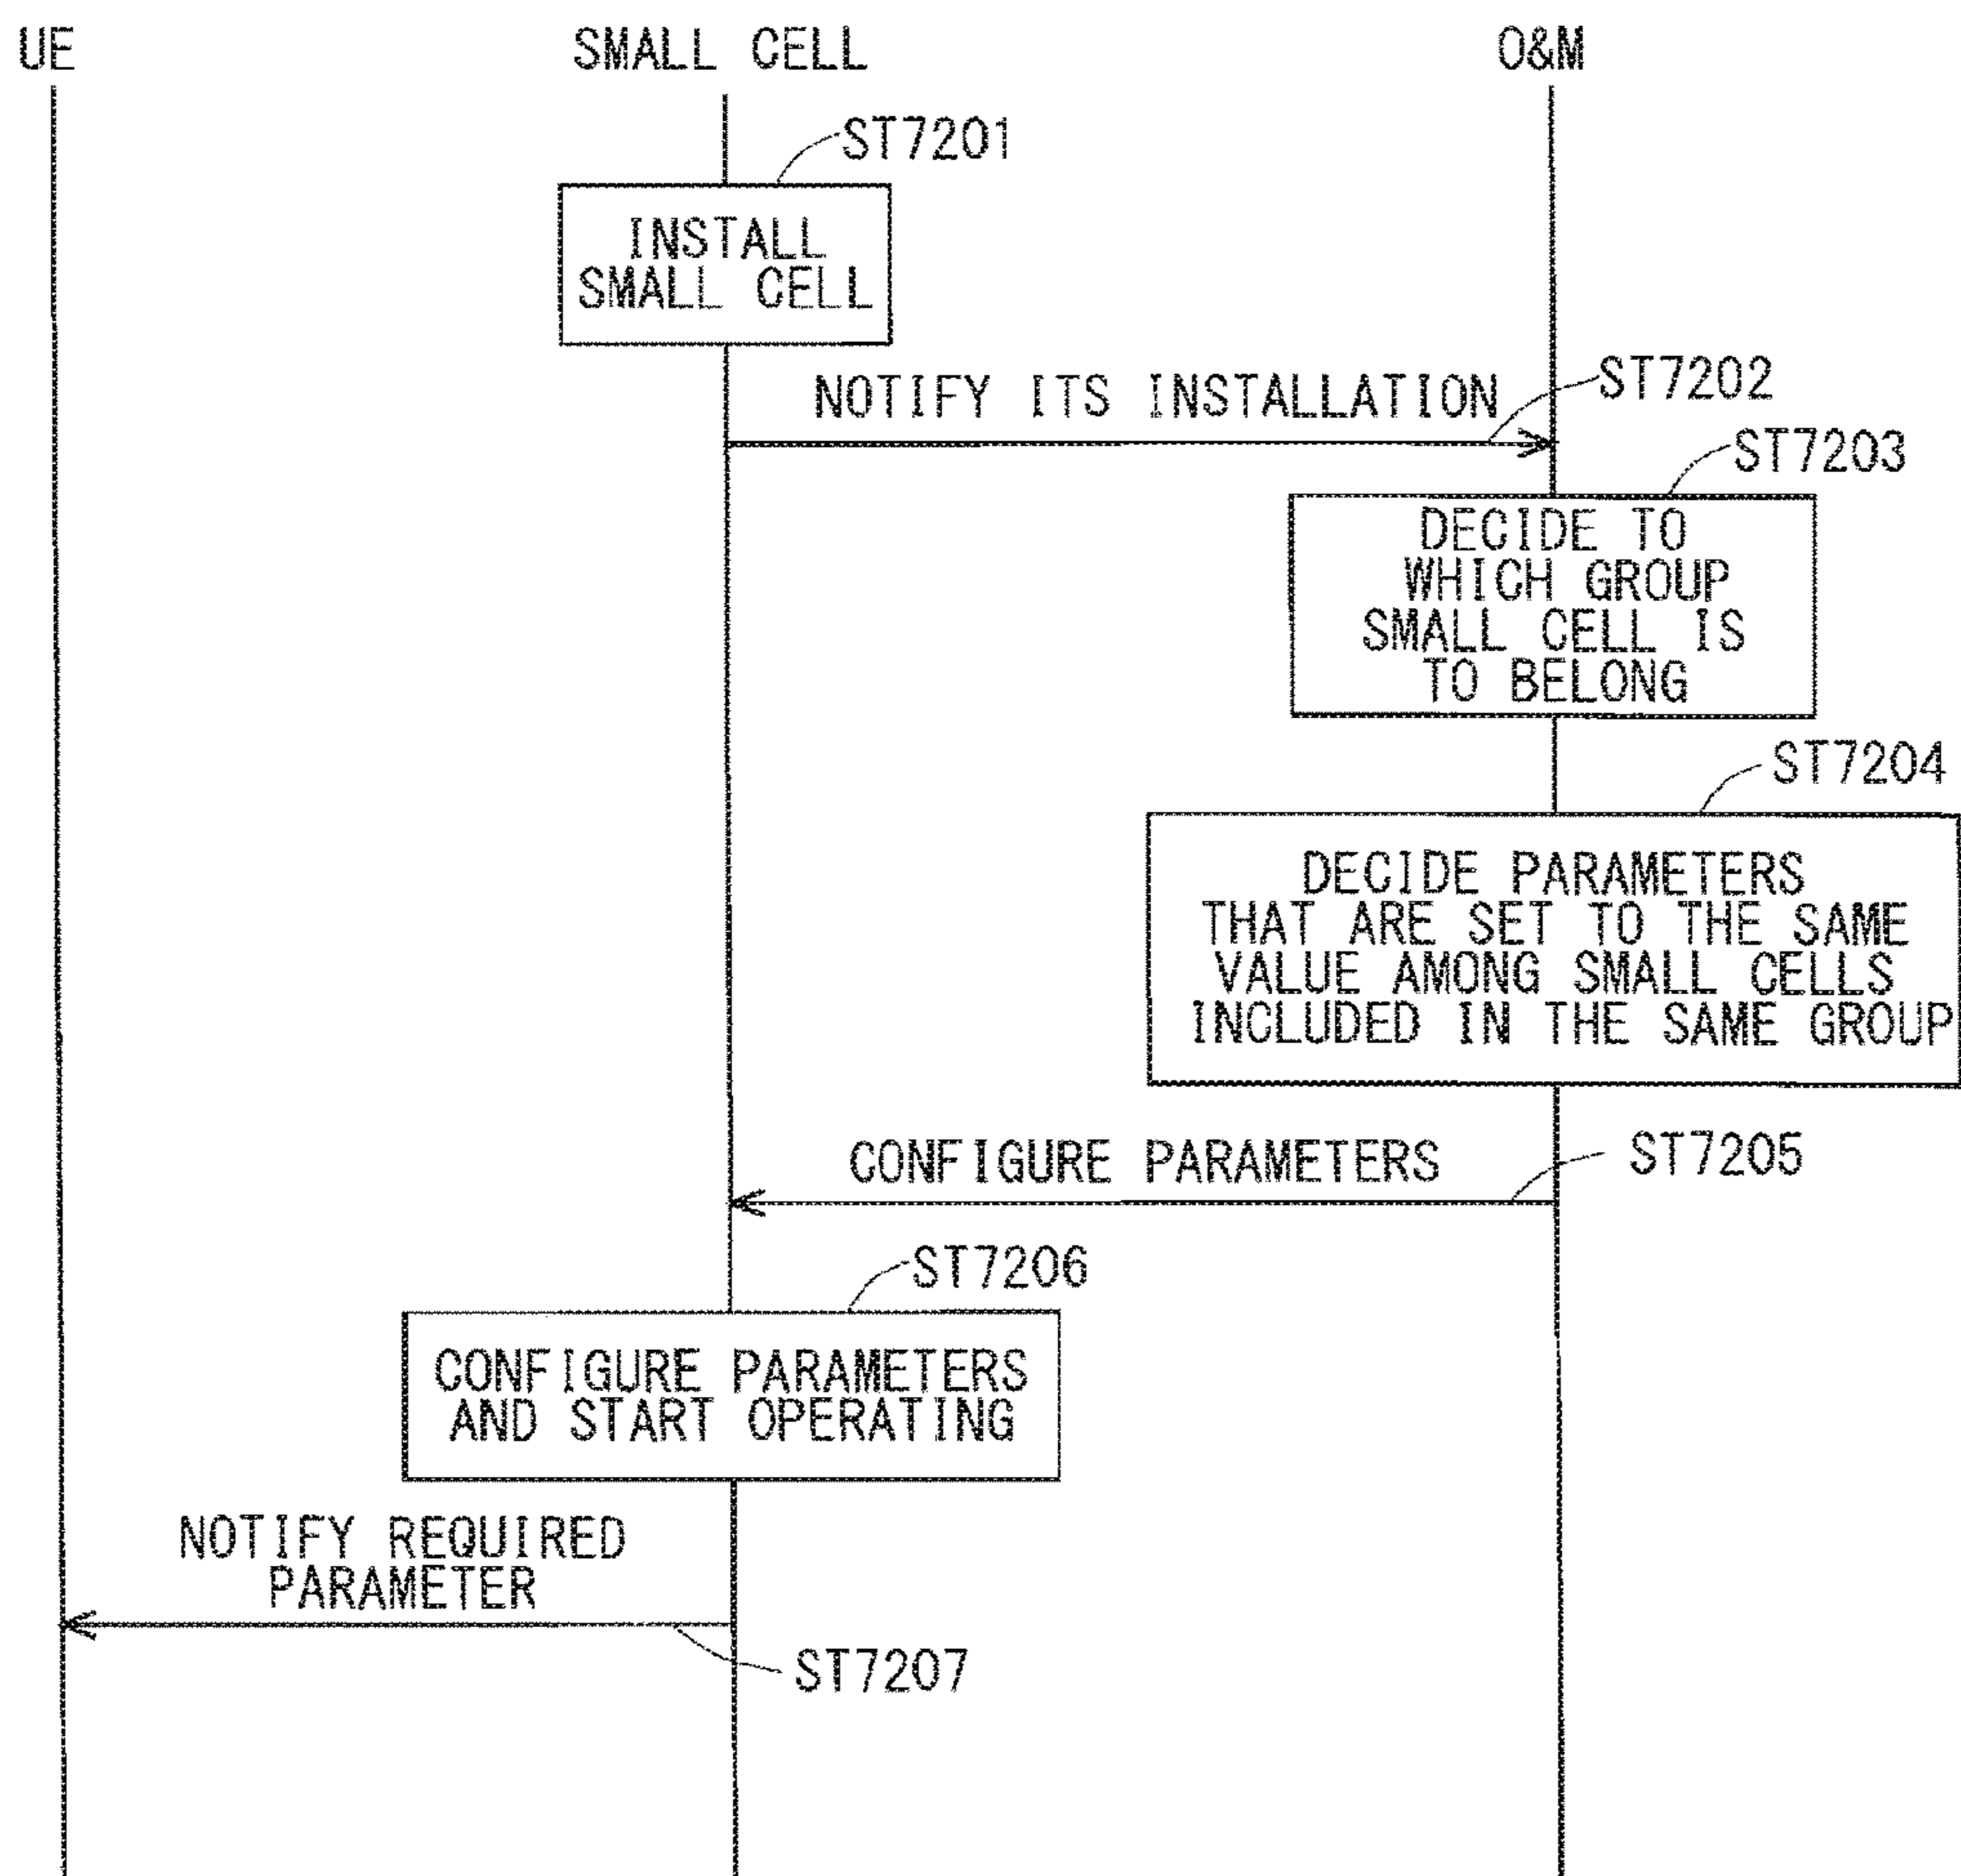 UE
SMALL CELL
O&M
ST7201
INSTALL
SMALL CELL
NOTIFY ITS INSTALLATION
ST7202
ST7203
DECIDE TO
WHICH GROUP
SMALL CELL IS
TO BELONG
ST7204
DECIDE PARAMETERS
THAT ARE SET TO THE SAME
VALUE AMONG SMALL CELLS
INCLUDED IN THE SAME GROUP
CONFIGURE PARAMETERS
ST7205
ST7206
CONFIGURE PARAMETERS
AND START OPERATING
NOTIFY REQUIRED
PARAMETER
ST7207